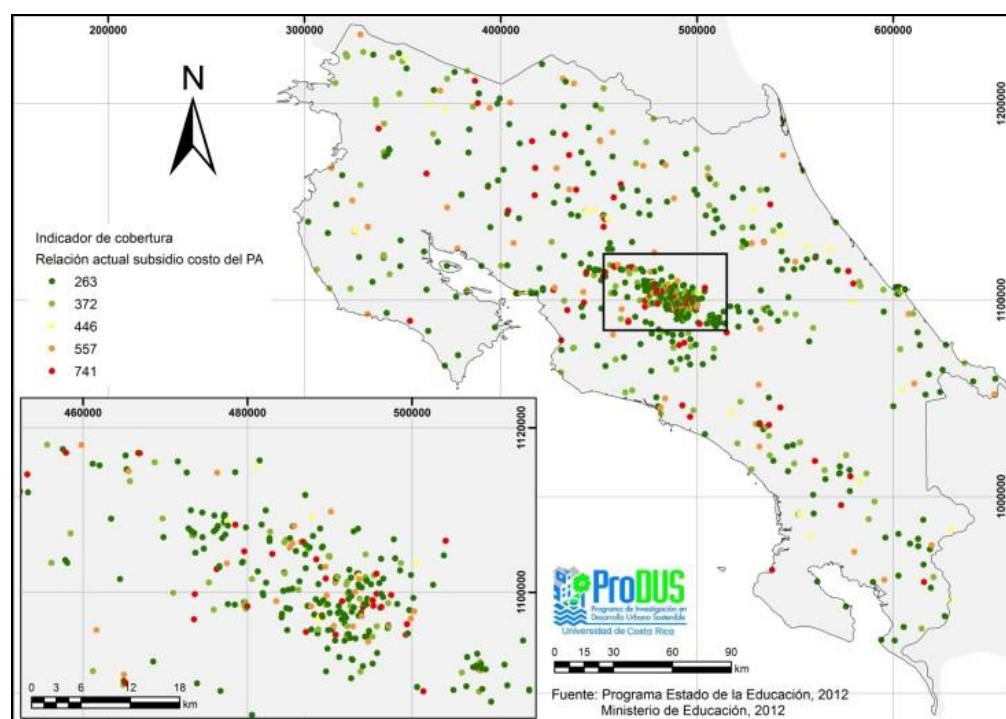 200000 300000 400000 500000 600000
N
1200000
1100000
1000000
Indicador de cobertura
Relación actual subsidio costo del PA
263
372
446
557
741
460000 480000 500000
1120000
1100000
0 3 6 12 18
km
ProDUS
Programa de Investigación en
Desarrollo Urbano Sostenible
Universidad de Costa Rica
0 15 30 60 90
km
Fuente: Programa Estado de la Educación, 2012
Ministerio de Educación, 2012